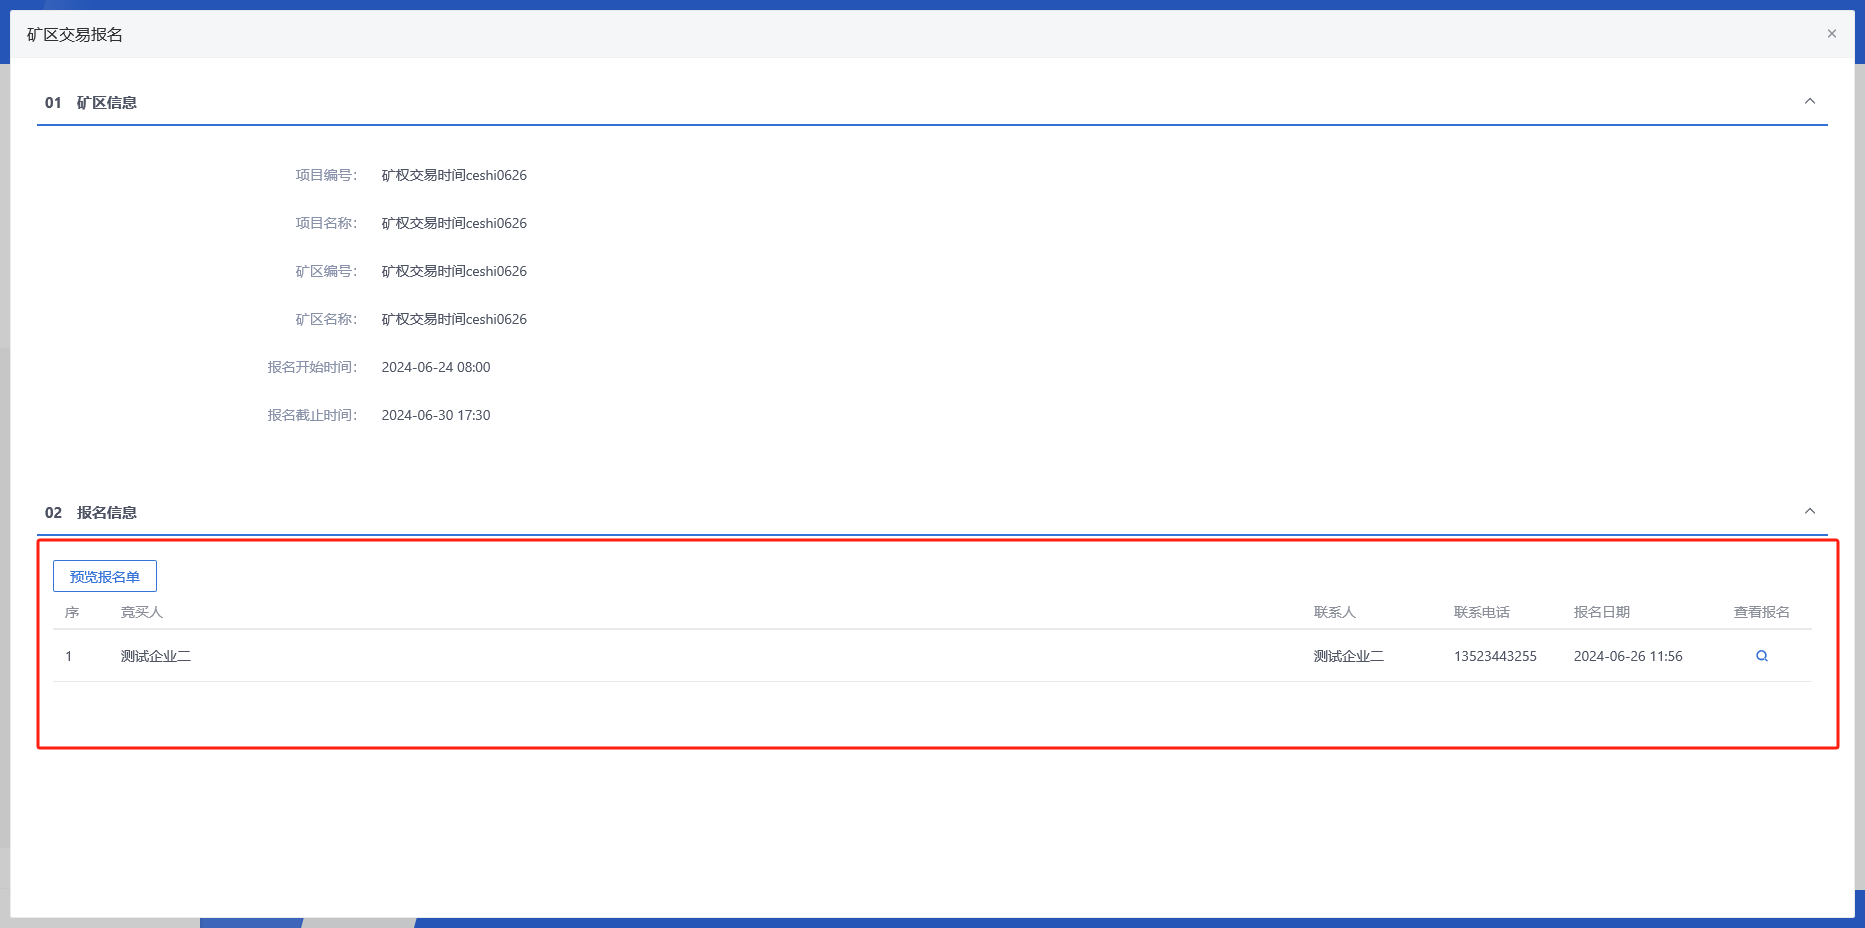 矿区交易报名
01 矿区信息
项目编号： 矿权交易时间ceshi0626
项目名称： 矿权交易时间ceshi0626
矿区编号： 矿权交易时间ceshi0626
矿区名称： 矿权交易时间ceshi0626
报名开始时间： 2024-06-24 08:00
报名截止时间： 2024-06-30 17:30
02 报名信息
预览报名单
序 竞买人 联系人 联系电话 报名日期 查看报名
1 测试企业二 测试企业二 13523443255 2024-06-26 11:56